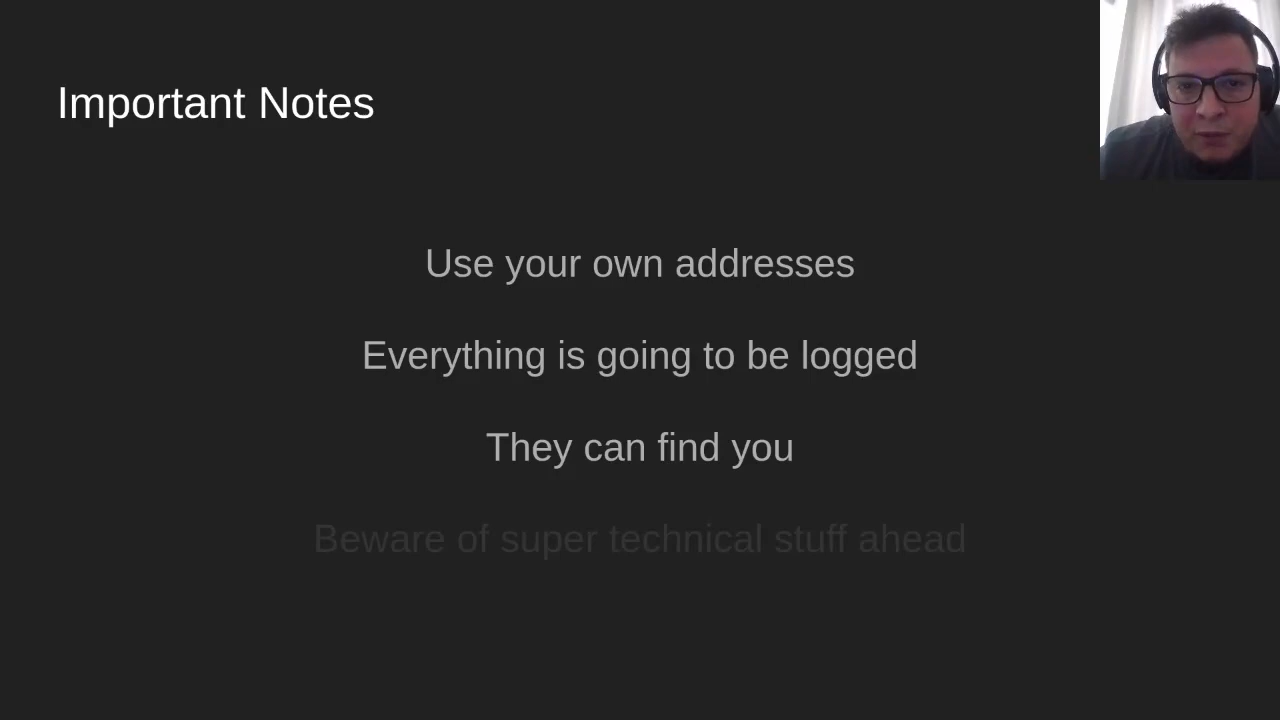 Important Notes
Use your own addresses
Everything is going to be logged
They can find you
Beware of super technical stuff ahead